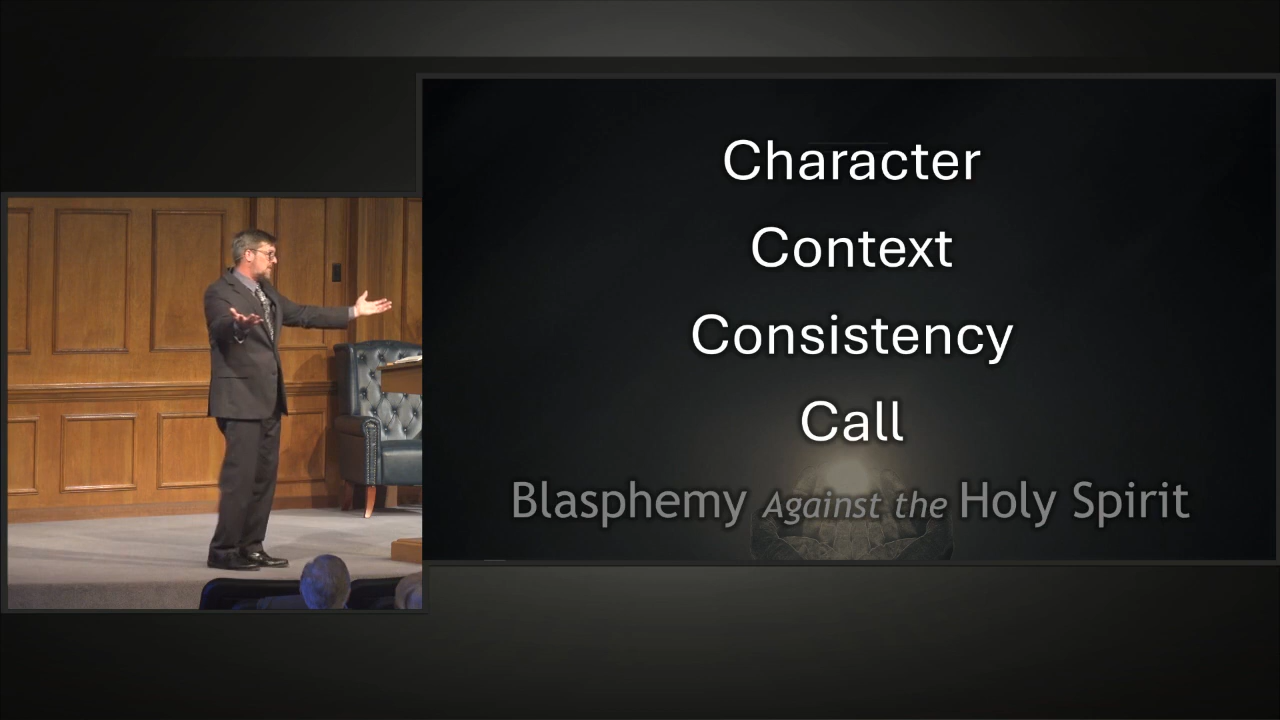 Character
Context
Consistency
Call
Blasphemy Against the Holy Spirit